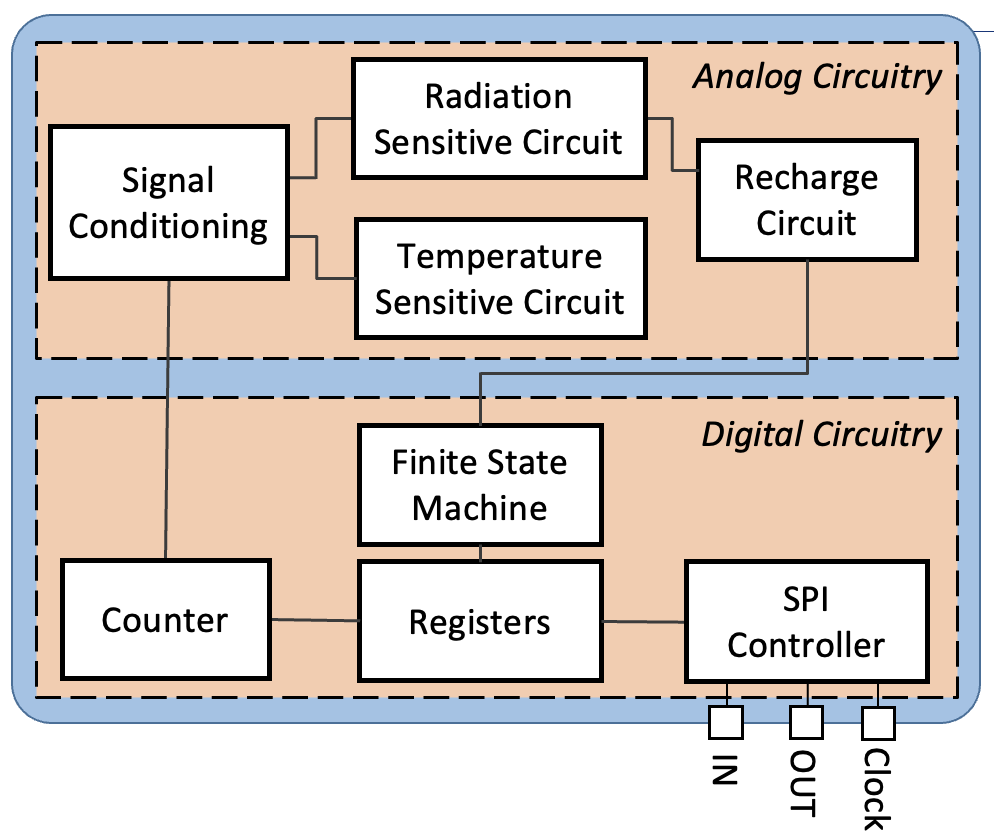 Analog Circuitry
Radiation
Sensitive Circuit
Signal
Conditioning
Recharge
Circuit
Temperature
Sensitive Circuit
Digital Circuitry
Finite State
Machine
Counter
Registers
SPI
Controller
IN
OUT
Clock